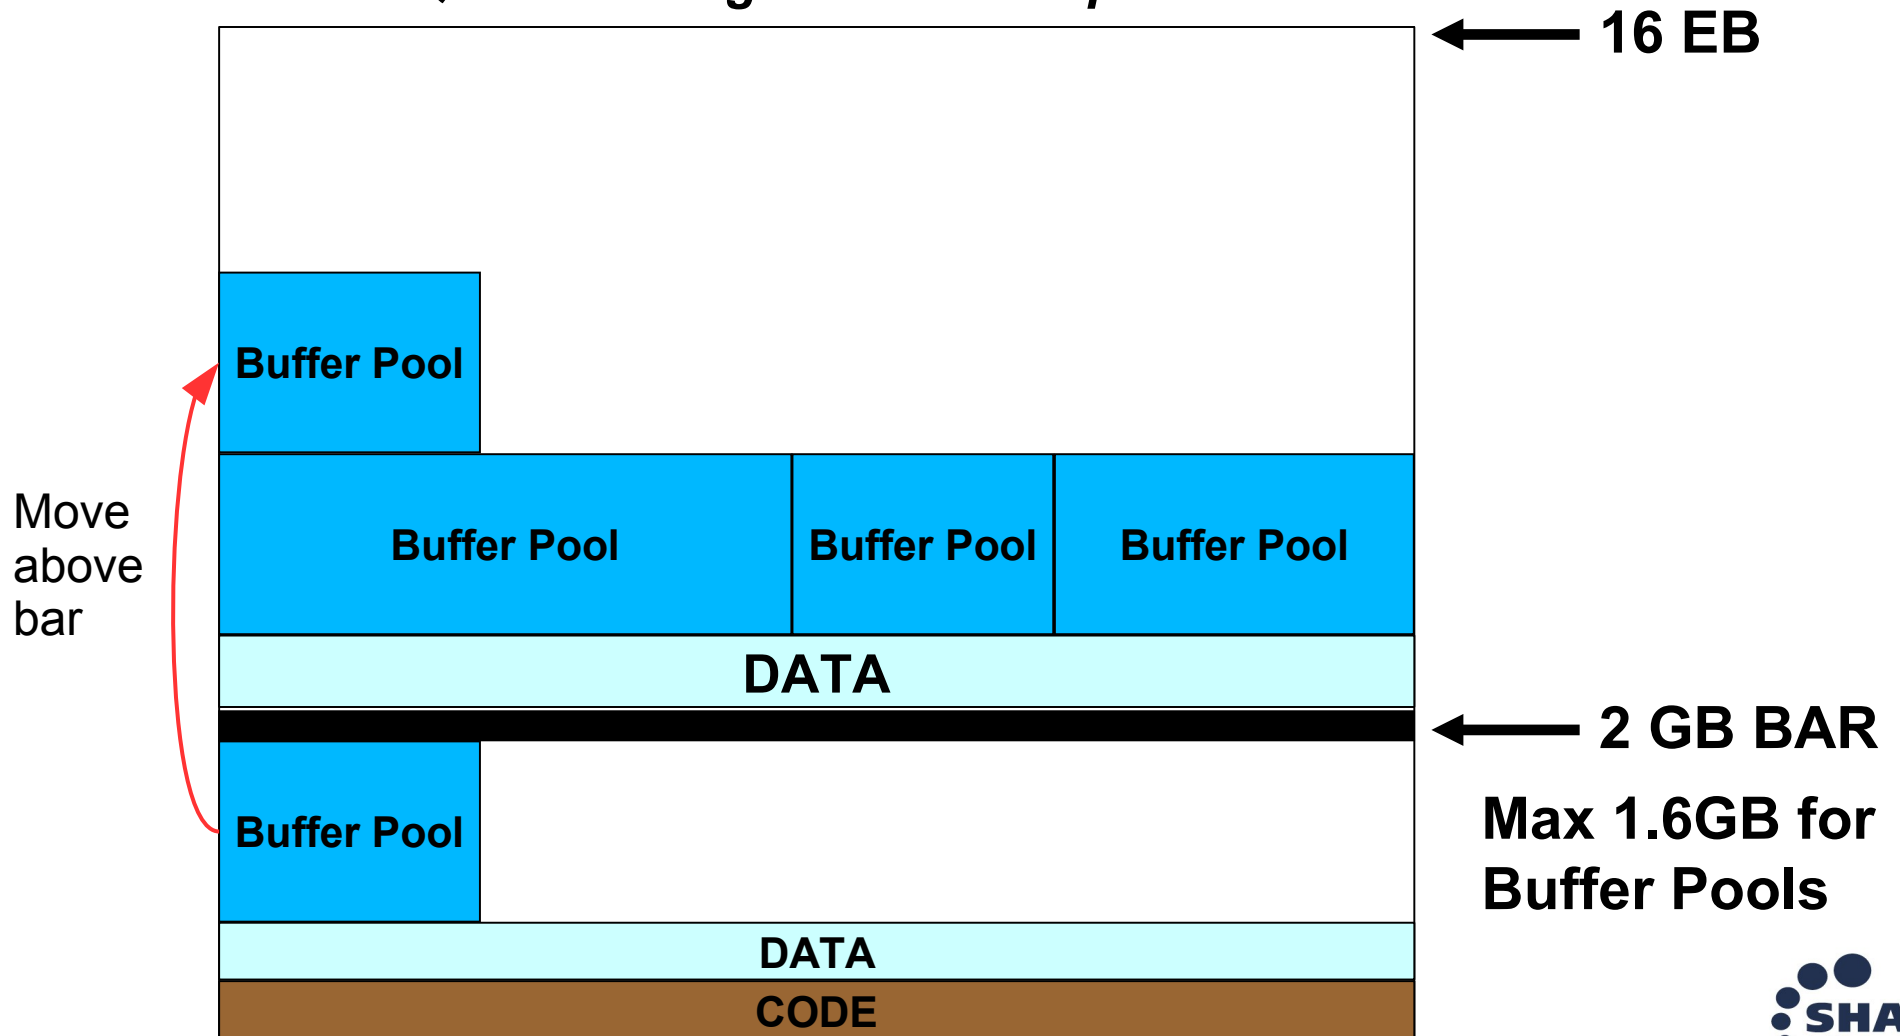 16 EB
Buffer Pool
Move
above
bar
Buffer Pool
Buffer Pool
Buffer Pool
DATA
2 GB BAR
Buffer Pool
Max 1.6GB for
Buffer Pools
DATA
CODE